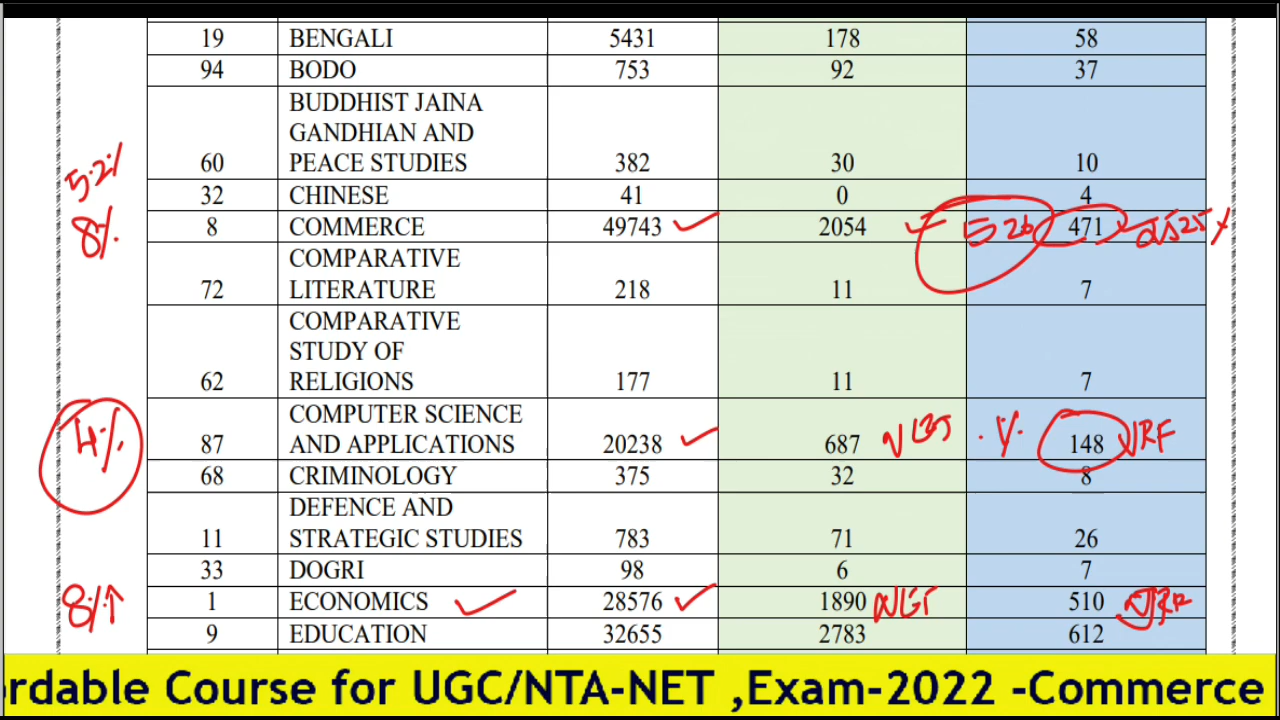 19 BENGALI 5431 178 58
94 BODO 753 92 37
BUDDHIST JAINA
GANDHIAN AND
60 PEACE STUDIES 382 30 10
5.2%
32 CHINESE 41 0 4
8% 8 COMMERCE 49743 2054 526 471 2525
COMPARATIVE
72 LITERATURE 218 11 7
COMPARATIVE
STUDY OF
62 RELIGIONS 177 11 7
COMPUTER SCIENCE
4% 87 AND APPLICATIONS 20238 687 148 JRF
68 CRIMINOLOGY 375 32 8
DEFENCE AND
11 STRATEGIC STUDIES 783 71 26
33 DOGRI 98 6 7
8%↑ 1 ECONOMICS 28576 1890 NET 510 JRF
9 EDUCATION 32655 2783 612
rdable Course for UGC/NTA-NET ,Exam-2022 -Commerce